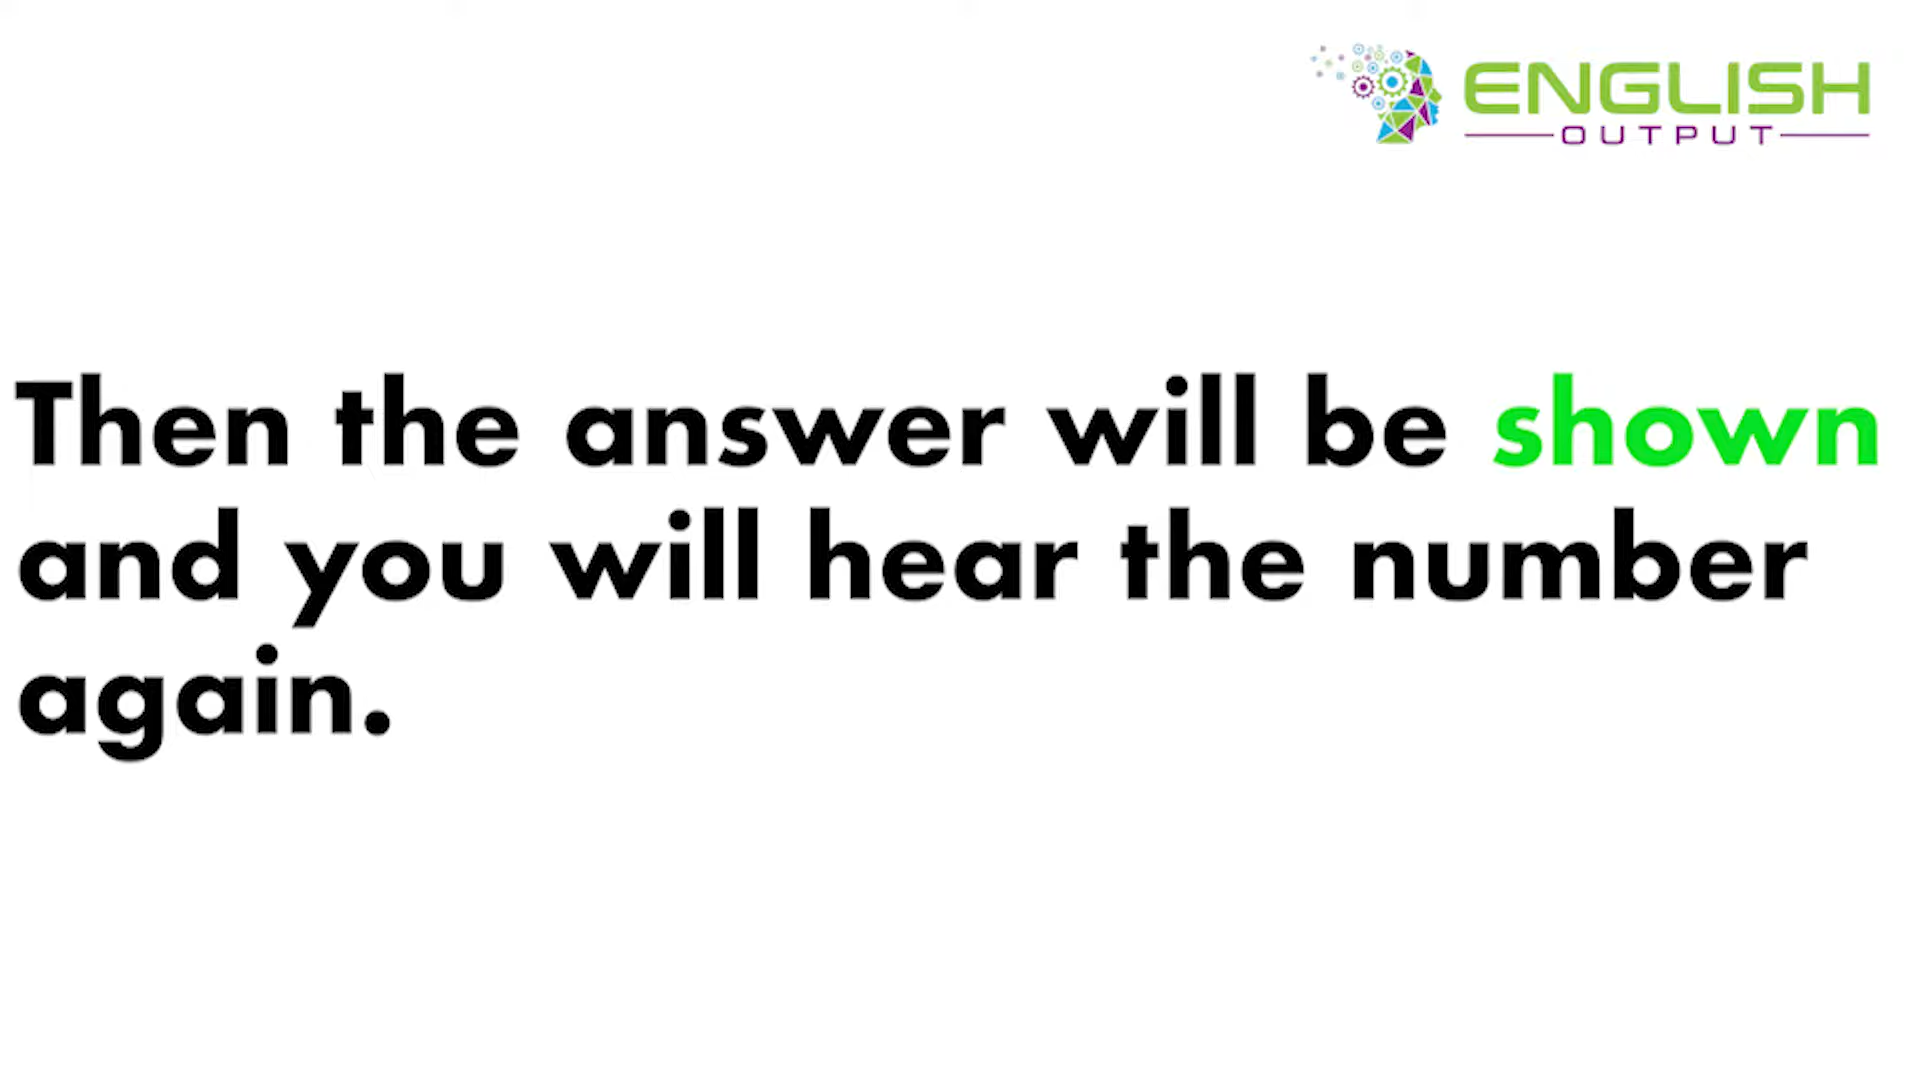 ENGLISH
OUTPUT
Then the answer will be shown
and you will hear the number
again.